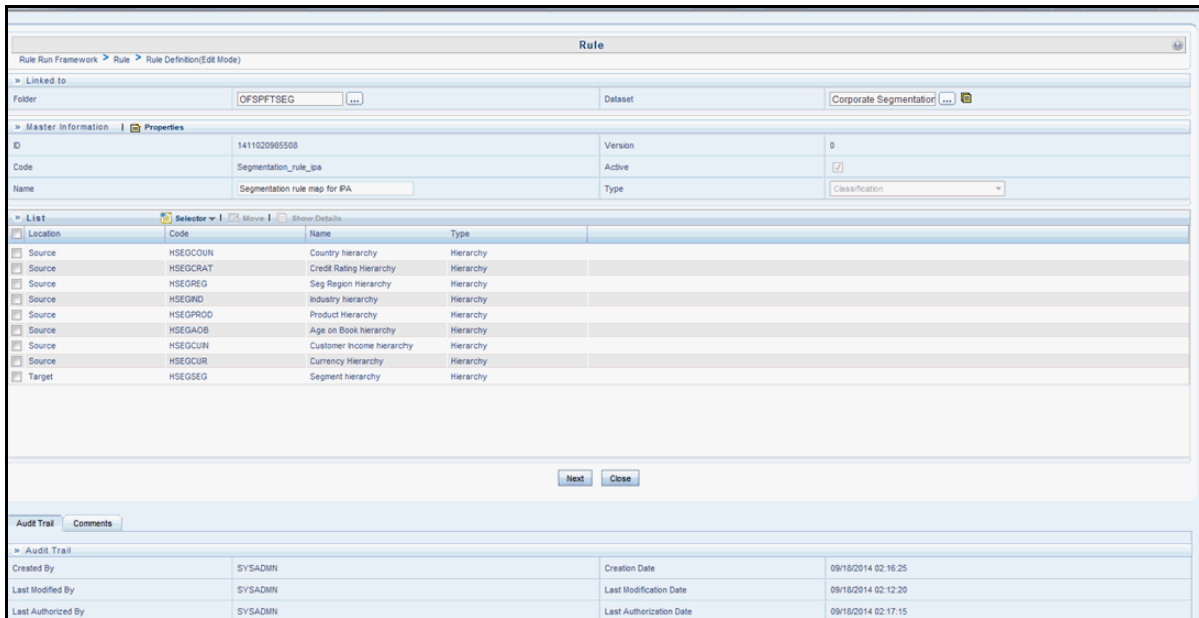 Rule
Rule Run Framework > Rule > Rule Definition(Edit Mode)
» Linked to
Folder OFSPFTSEG ... Dataset Corporate Segmentation ...
» Master Information | Properties
ID 1411020985508 Version 0
Code Segmentation_rule_ipa Active
Name Segmentation rule map for IPA Type Classification
» List Selector | Move | Show Details
Location Code Name Type
Source HSEGCOUN Country hierarchy Hierarchy
Source HSEGCRAT Credit Rating Hierarchy Hierarchy
Source HSEGREG Seg Region Hierarchy Hierarchy
Source HSEGIND Industry hierarchy Hierarchy
Source HSEGPROD Product Hierarchy Hierarchy
Source HSEGAOB Age on Book hierarchy Hierarchy
Source HSEGCUIN Customer Income hierarchy Hierarchy
Source HSEGCUR Currency Hierarchy Hierarchy
Target HSEGSEG Segment hierarchy Hierarchy
Next Close
Audit Trail Comments
» Audit Trail
Created By SYSADMN Creation Date 09/18/2014 02:16:25
Last Modified By SYSADMN Last Modification Date 09/18/2014 02:12:20
Last Authorized By SYSADMN Last Authorization Date 09/18/2014 02:17:15